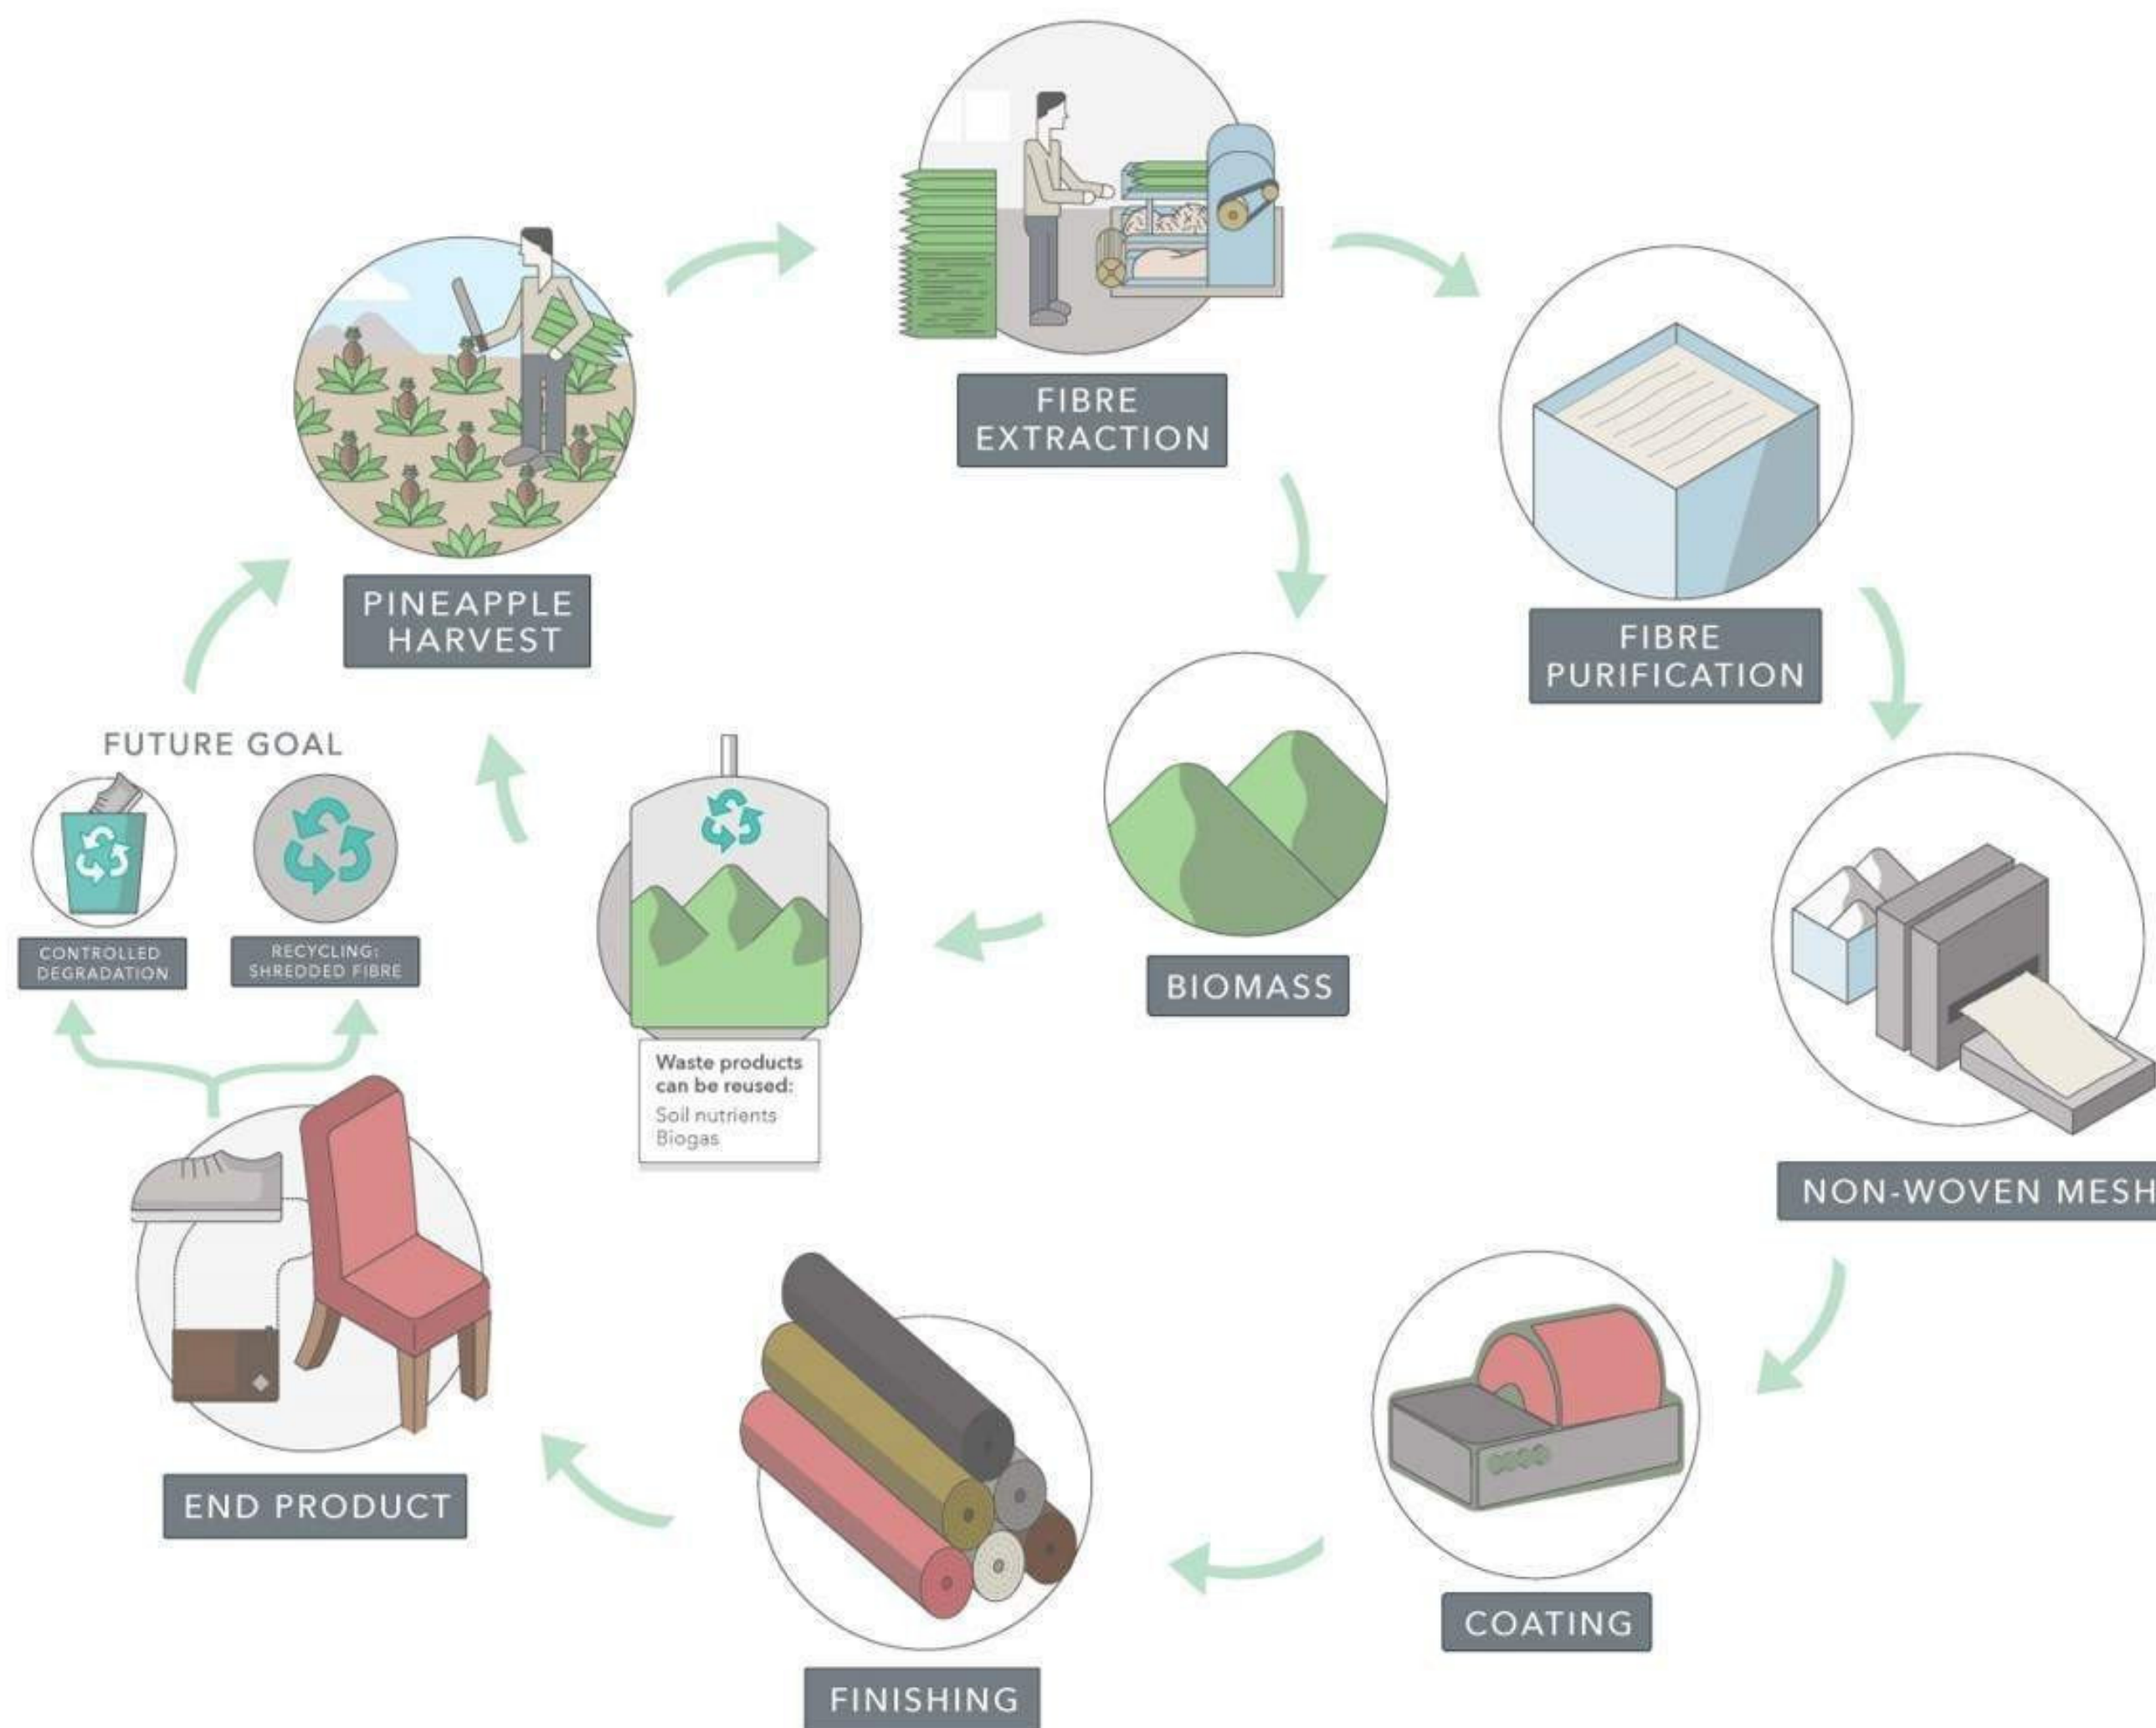 FIBRE
EXTRACTION
PINEAPPLE
HARVEST
FIBRE
PURIFICATION
FUTURE GOAL
CONTROLLED
DEGRADATION
RECYCLING:
SHREDDED FIBRE
BIOMASS
Waste products
can be reused:
Soil nutrients
Biogas
NON-WOVEN MESH
END PRODUCT
COATING
FINISHING